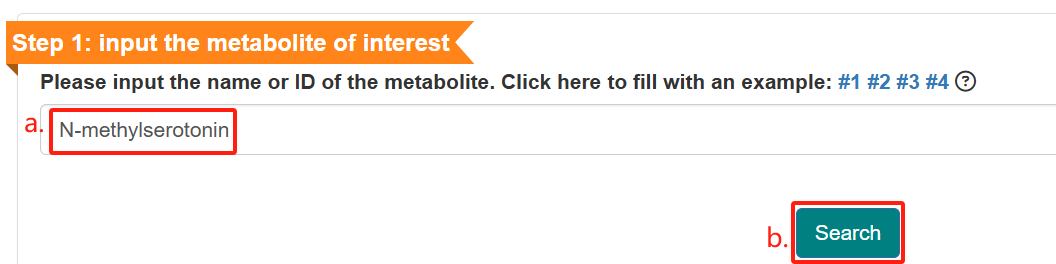 Step 1: input the metabolite of interest
Please input the name or ID of the metabolite. Click here to fill with an example: #1 #2 #3 #4 ?
a. N-methylserotonin
b. Search